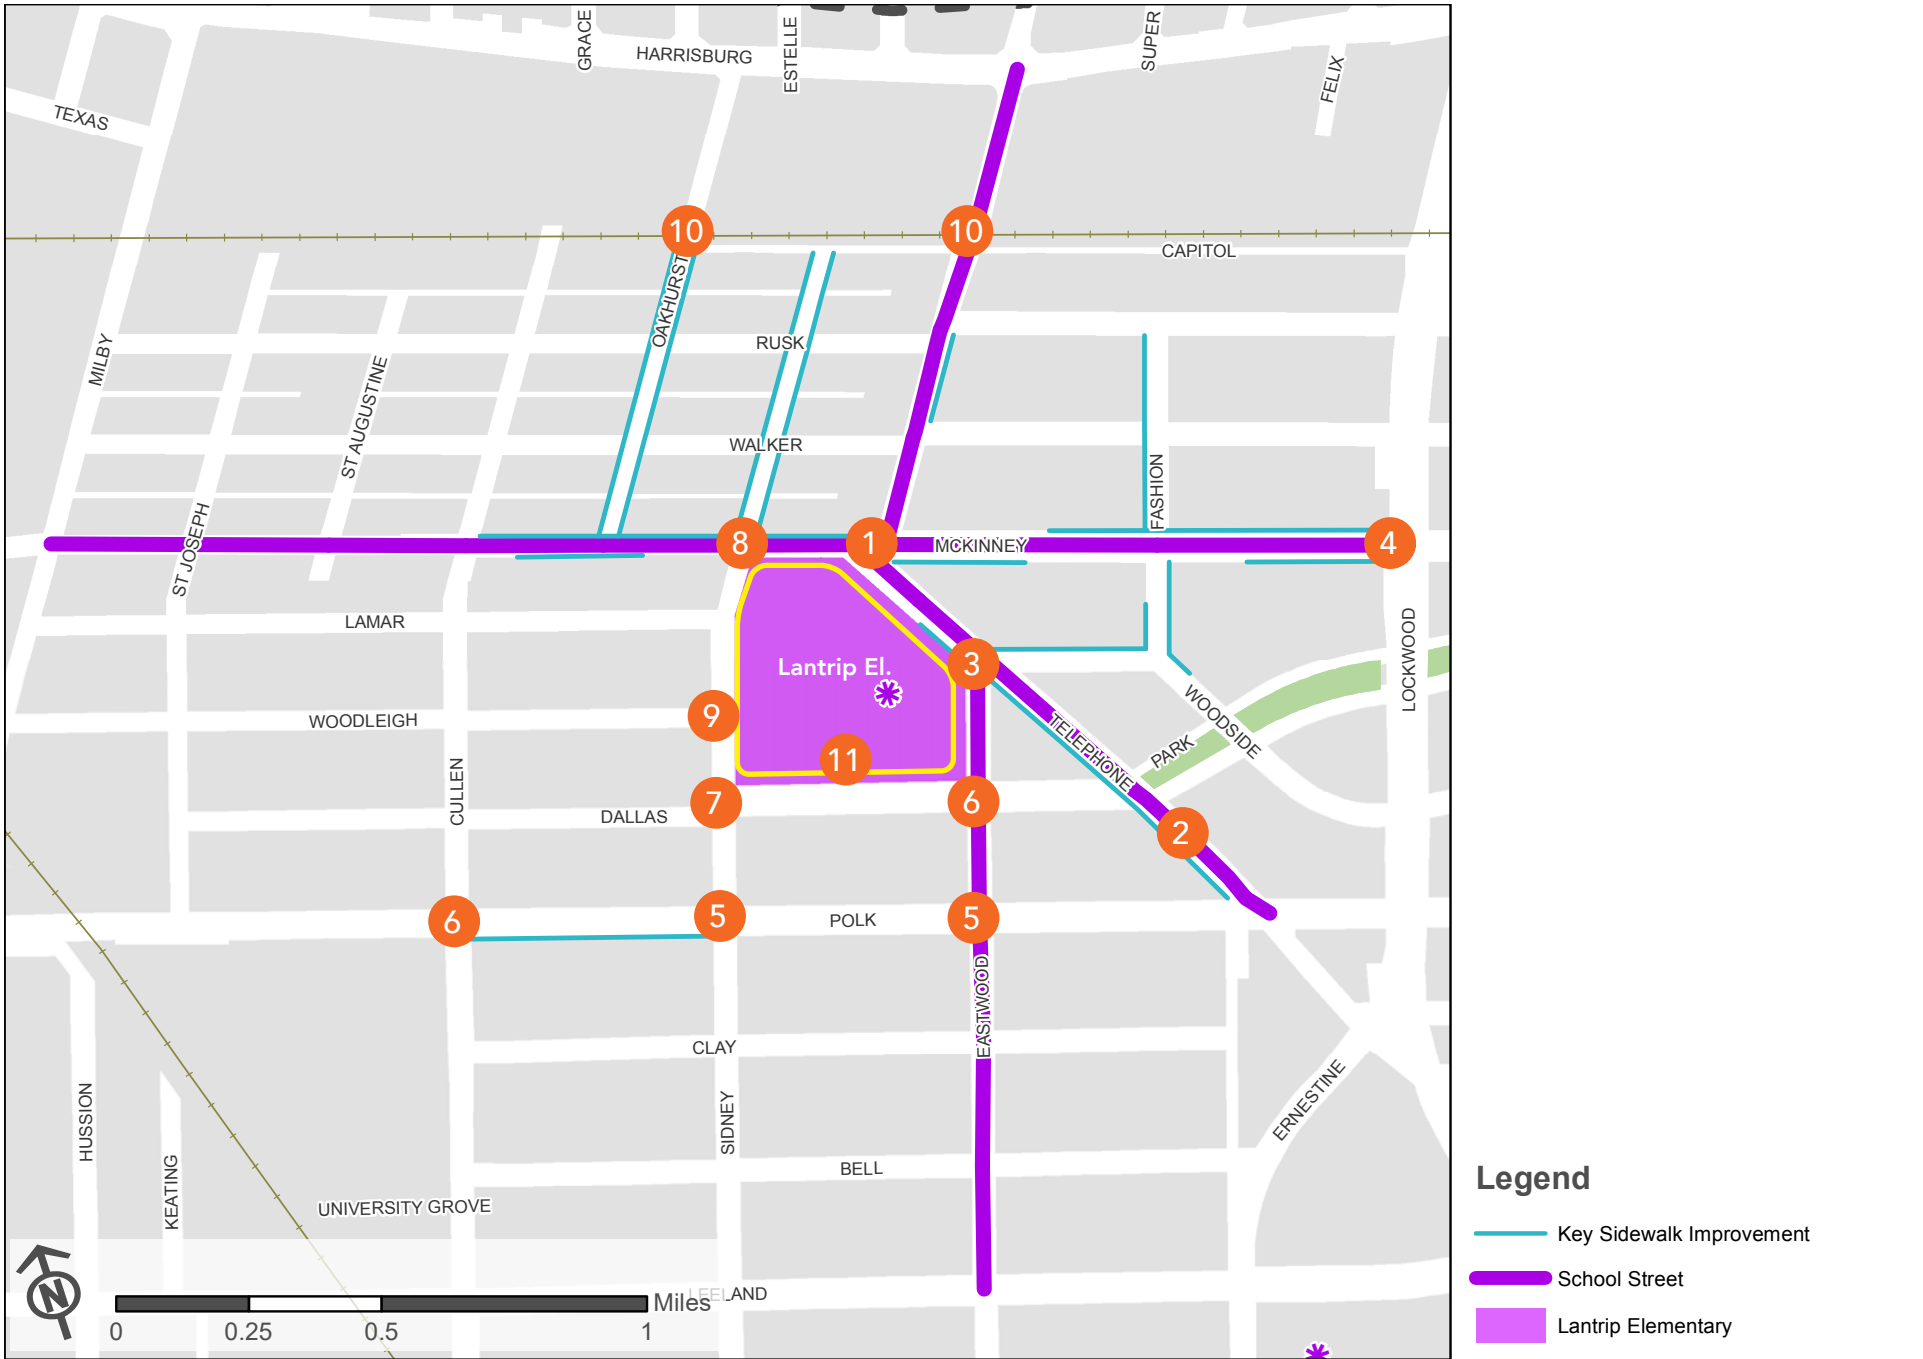 GRACE
ESTELLE
SUPER
HARRISBURG
FELIX
TEXAS
10
10
CAPITOL
OAKHURST
MILBY
RUSK
ST AUGUSTINE
WALKER
FASHION
ST JOSEPH
8
1
MCKINNEY
4
LAMAR
LOCKWOOD
Lantrip El.
3
WOODLEIGH
9
WOODSIDE
TELEPHONE
PARK
11
CULLEN
7
6
DALLAS
2
6
5
POLK
5
EASTWOOD
CLAY
HUSSION
SIDNEY
ERNESTINE
KEATING
BELL
UNIVERSITY GROVE
Legend
Key Sidewalk Improvement
School Street
Lantrip Elementary
N
LEELAND
Miles
0
0.25
0.5
1